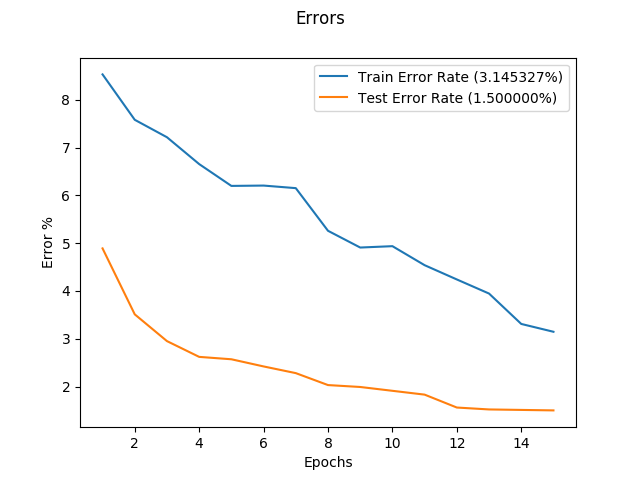 Errors
Train Error Rate (3.145327%)
Test Error Rate (1.500000%)
Error %
8
7
6
5
4
3
2
2 4 6 8 10 12 14
Epochs